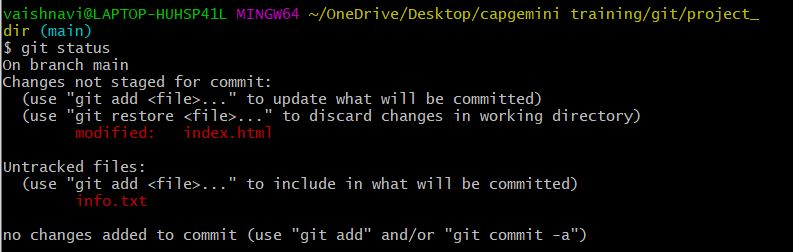 vaishnavi@LAPTOP-HUHSP41L MINGW64 ~/OneDrive/Desktop/capgemini training/git/project_
dir (main)
$ git status
On branch main
Changes not staged for commit:
  (use "git add <file>..." to update what will be committed)
  (use "git restore <file>..." to discard changes in working directory)
        modified:   index.html

Untracked files:
  (use "git add <file>..." to include in what will be committed)
        info.txt

no changes added to commit (use "git add" and/or "git commit -a")